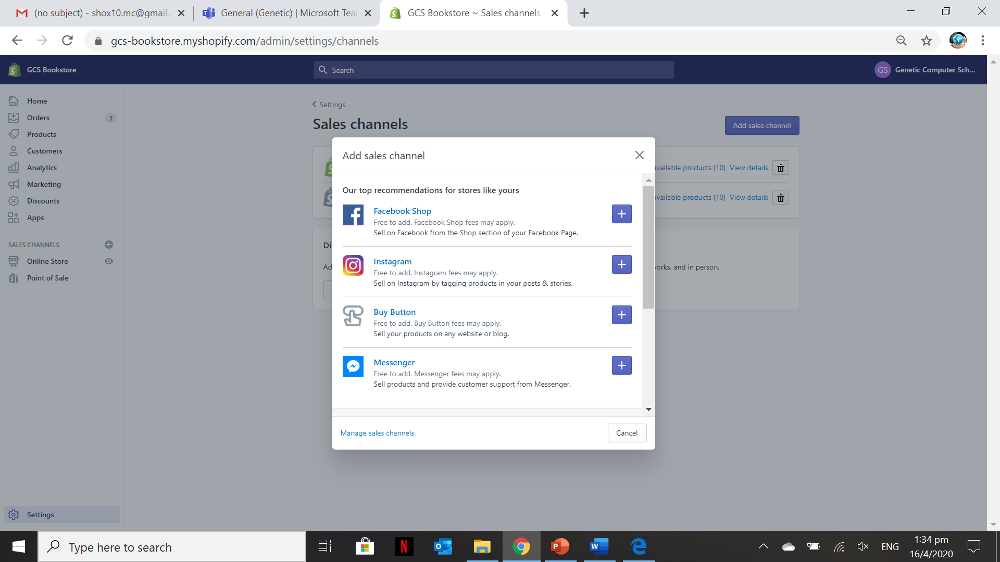 (no subject) - shox10.mc@gmail.
General (Genetic) | Microsoft Tea
GCS Bookstore ~ Sales channels
gcs-bookstore.myshopify.com/admin/settings/channels
GCS Bookstore
Search
GS Genetic Computer Sch...
Home
Orders 1
Products
Customers
Analytics
Marketing
Discounts
Apps
SALES CHANNELS
Online Store
Point of Sale
Settings
Settings
Sales channels
Add sales channel
vailable products (10) View details
vailable products (10) View details
Di
Ad
orks, and in person.
Add sales channel
Our top recommendations for stores like yours
Facebook Shop
Free to add. Facebook Shop fees may apply.
Sell on Facebook from the Shop section of your Facebook Page.
Instagram
Free to add. Instagram fees may apply.
Sell on Instagram by tagging products in your posts & stories.
Buy Button
Free to add. Buy Button fees may apply.
Sell your products on any website or blog.
Messenger
Free to add. Messenger fees may apply.
Sell products and provide customer support from Messenger.
Manage sales channels
Cancel
Type here to search
ENG
1:34 pm
16/4/2020